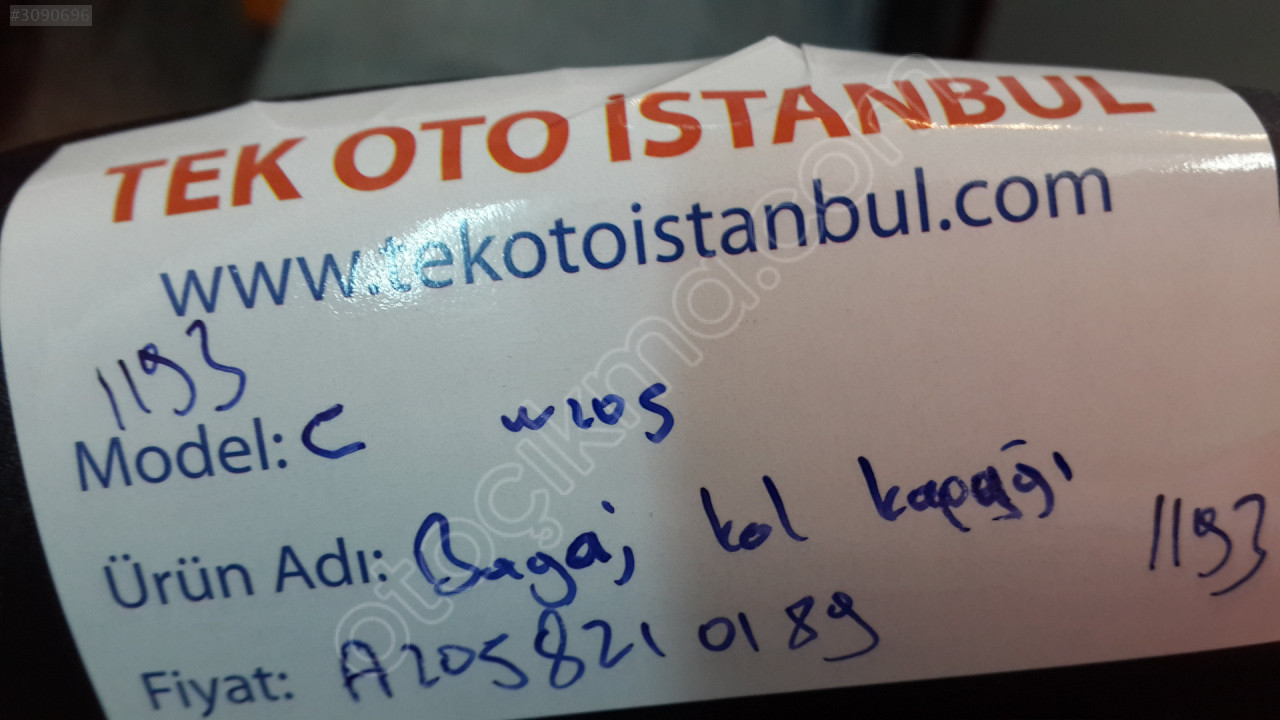 #3090696
TEK OTO İSTANBUL
www.tekotoistanbul.com
1193
Model: C W205
Ürün Adı: Bagaj kol kapağı
1193
Fiyat: A2058210189
otoçıkma.com